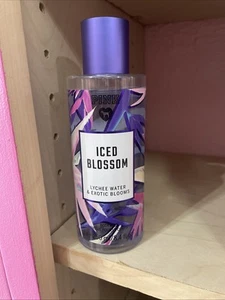 ICED
BLOSSOM
LYCHEE WATER
& EXOTIC BLOOMS